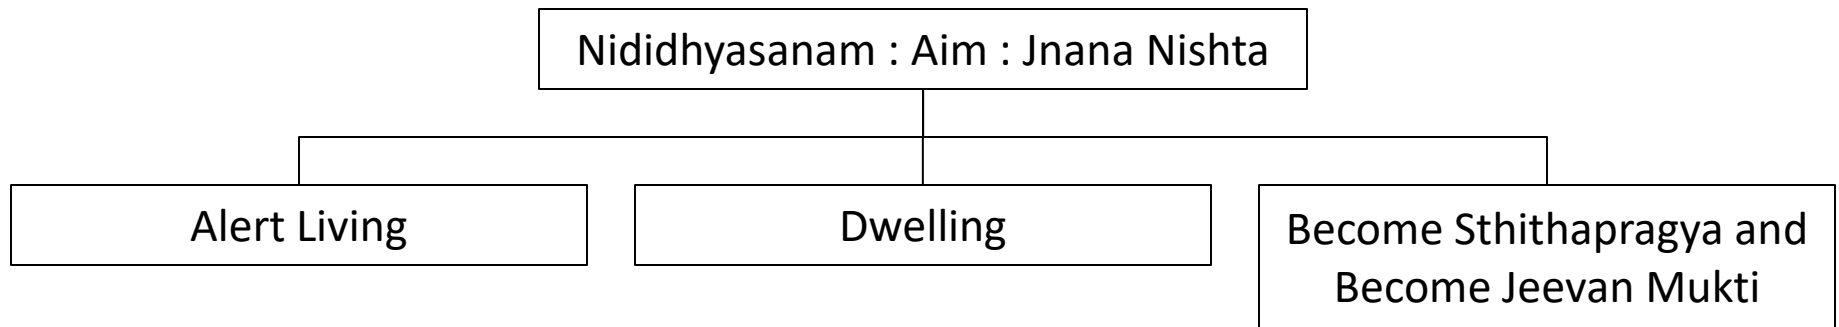 Nididhyasanam : Aim : Jnana Nishta
Alert Living
Dwelling
Become Sthithapragya and
Become Jeevan Mukti